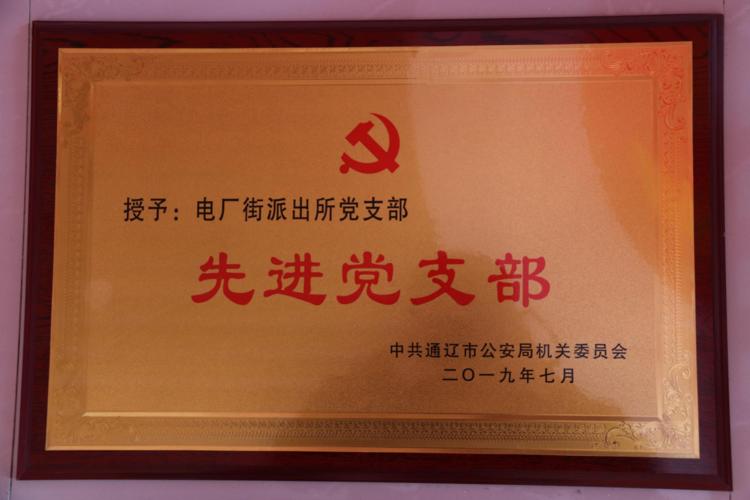 授予：电厂街派出所党支部
先进党支部
中共通辽市公安局机关委员会
二〇一九年七月